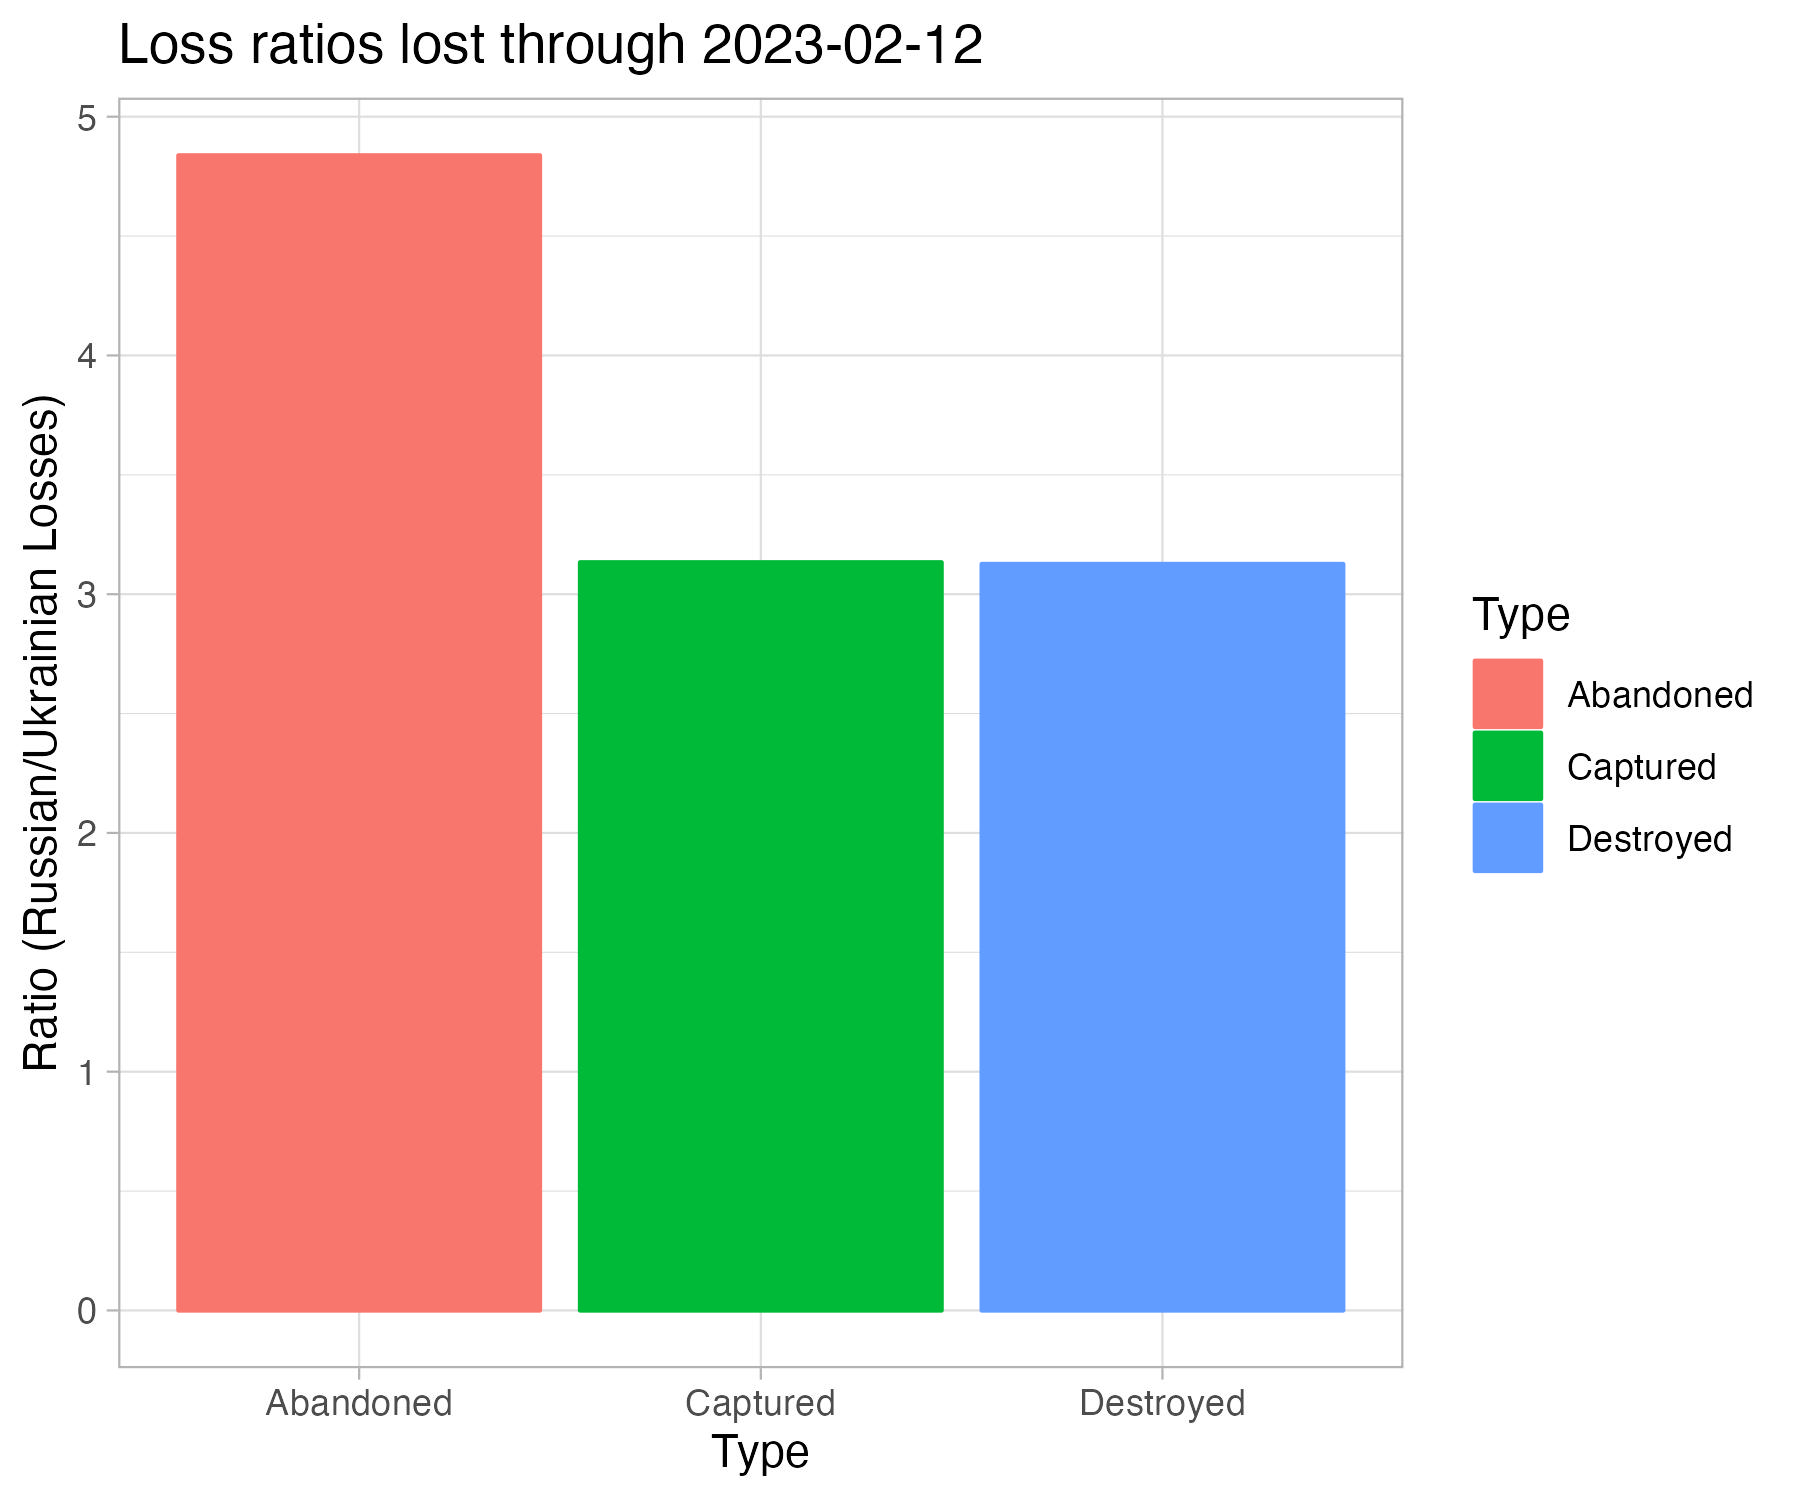 Loss ratios lost through 2023-02-12
Ratio (Russian/Ukrainian Losses)
5
4
3
2
1
0
Abandoned
Captured
Destroyed
Type
Type
Abandoned
Captured
Destroyed